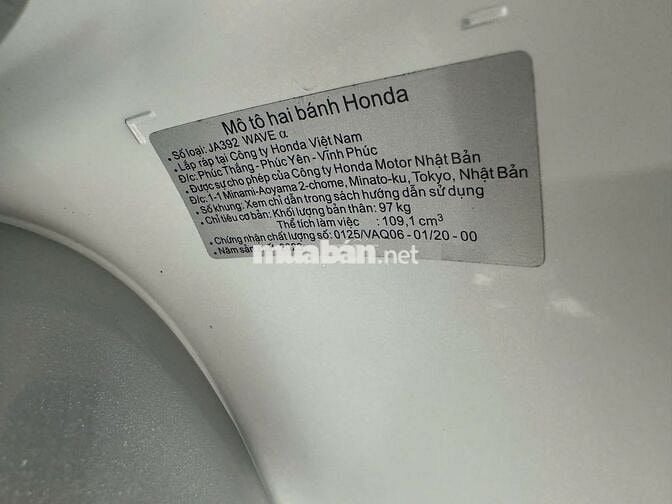 Mô tô hai bánh Honda
• Số loại: JA392 WAVE α
• Lắp ráp tại Công ty Honda Việt Nam
Đ/c: Phúc Thắng - Phúc Yên - Vĩnh Phúc
• Được sự cho phép của Công ty Honda Motor Nhật Bản
Đ/c: 1-1 Minami-Aoyama 2-chome, Minato-ku, Tokyo, Nhật Bản
• Số khung: Xem chỉ dẫn trong sách hướng dẫn sử dụng
• Chỉ tiêu cơ bản: Khối lượng bản thân: 97 kg
Thể tích làm việc : 109,1 cm³
• Chứng nhận chất lượng số: 0125/VAQ06 - 01/20 - 00
• Năm sản
muaban.net